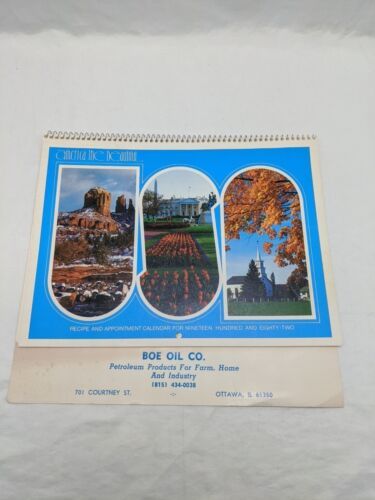 America the Beautiful
RECIPE AND APPOINTMENT CALENDAR FOR NINETEEN HUNDRED AND EIGHTY-TWO
BOE OIL CO.
Petroleum Products For Farm, Home
And Industry
(815) 434-0038
701 COURTNEY ST. -:- OTTAWA, IL 61350